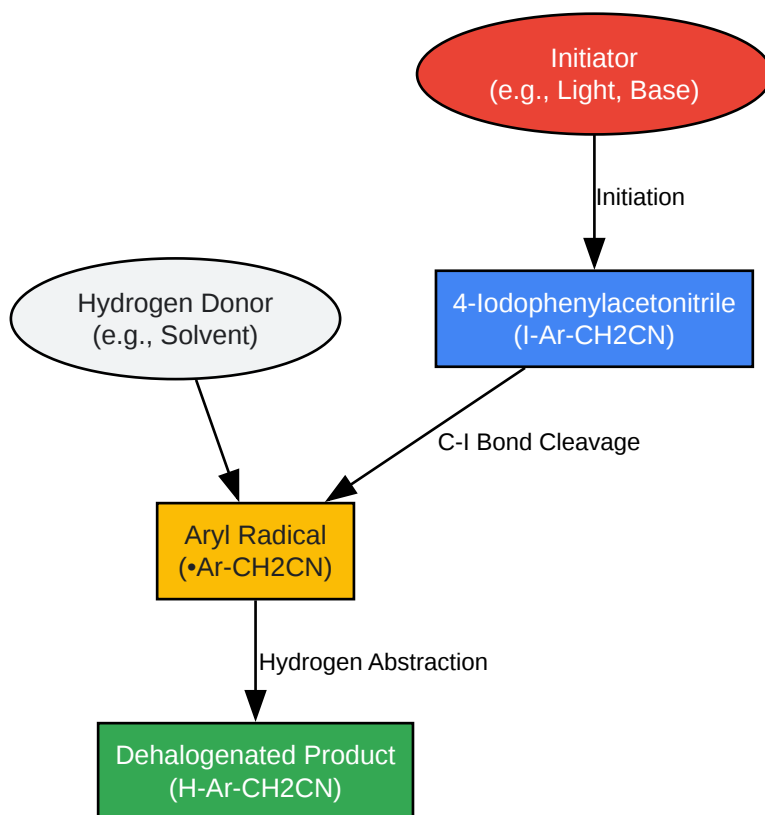 Initiator
(e.g., Light, Base)
Initiation
Hydrogen Donor
(e.g., Solvent)
4-Iodophenylacetonitrile
(I-Ar-CH2CN)
C-I Bond Cleavage
Aryl Radical
(•Ar-CH2CN)
Hydrogen Abstraction
Dehalogenated Product
(H-Ar-CH2CN)